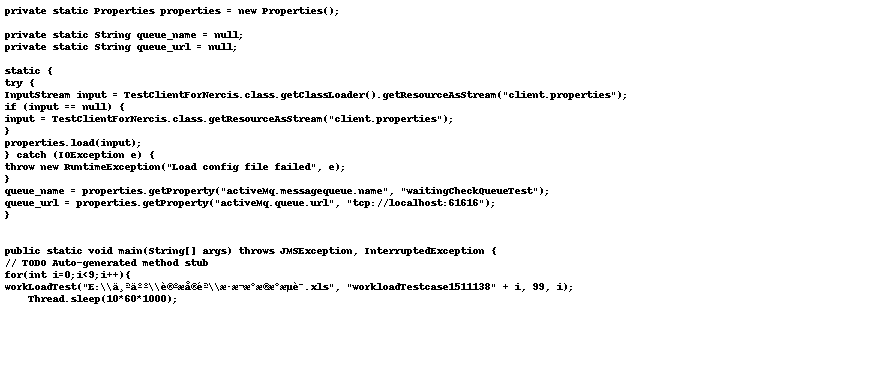 private static Properties properties = new Properties();
private static String queue_name = null;
private static String queue_url = null;
static {
try {
InputStream input = TestClientForNercis.class.getClassLoader().getResourceAsStream("client.properties");
if (input == null) {
input = TestClientForNercis.class.getResourceAsStream("client.properties");
}
properties.load(input);
} catch (IOException e) {
throw new RuntimeException("Load config file failed", e);
}
queue_name = properties.getProperty("activeMq.messagequeue.name", "waitingCheckQueueTest");
queue_url = properties.getProperty("activeMq.queue.url", "tcp://localhost:61616");
}
public static void main(String[] args) throws JMSException, InterruptedException {
// TODO Auto-generated method stub
for(int i=0;i<9;i++){
workLoadTest("E:\\ä¸ªäºº\\è®ºæå®éª\\æ·æ¬æ°æ®æ°æµè¯.xls", "workloadTestcase1511138" + i, 99, i);
Thread.sleep(10*60*1000);